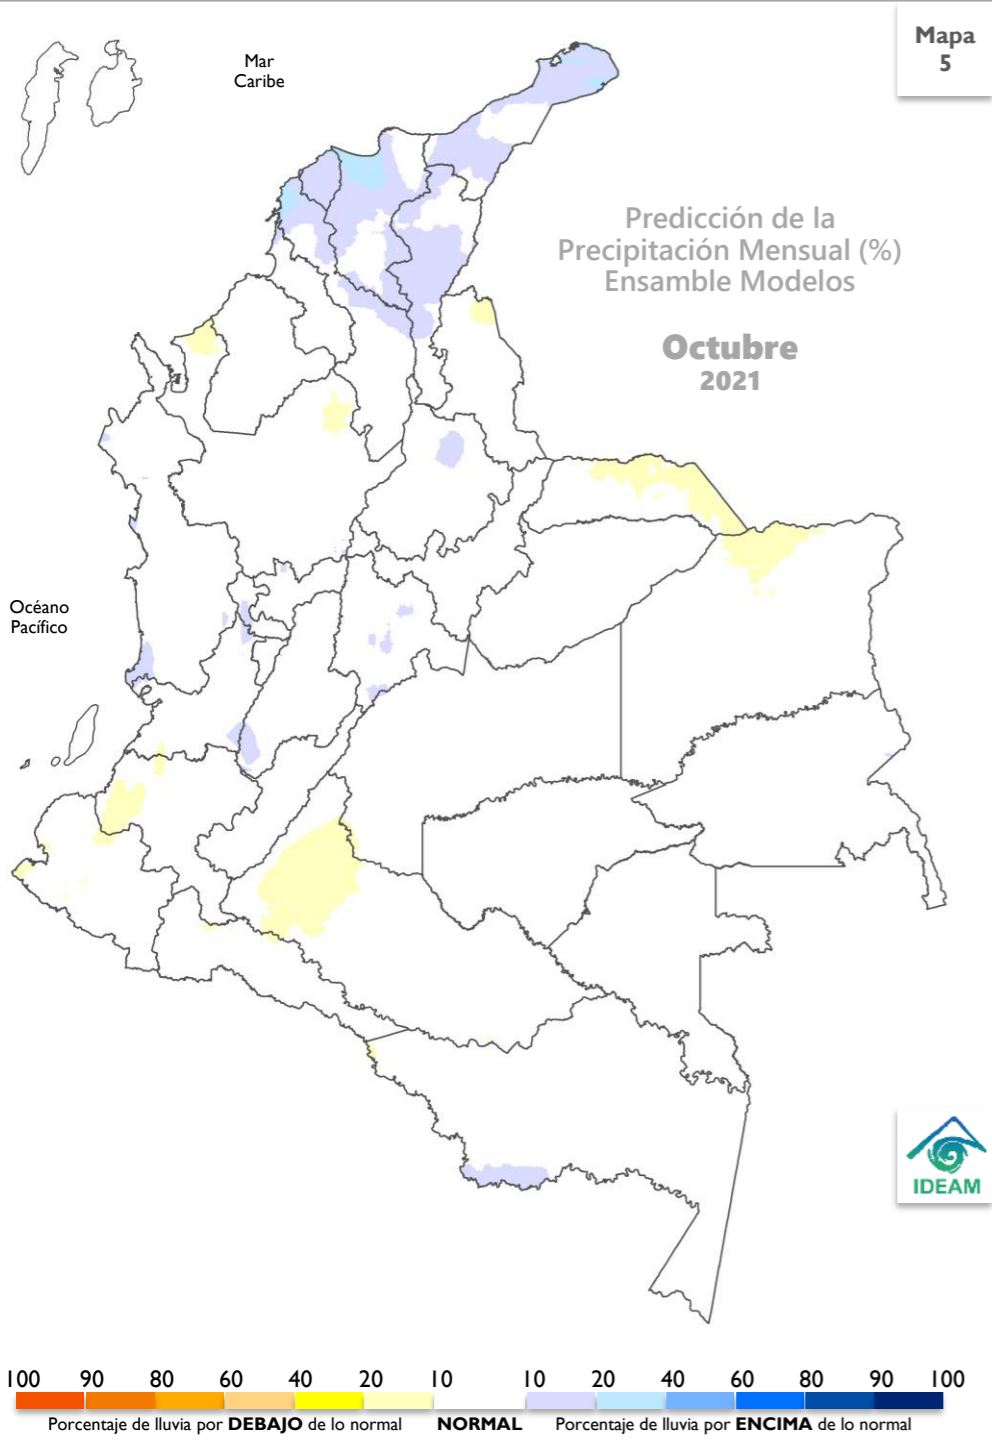 Mapa
5
Mar
Caribe
Predicción de la
Precipitación Mensual (%)
Ensamble Modelos
Octubre
2021
Océano
Pacífico
IDEAM
100 90 80 60 40 20 10 10 20 40 60 80 90 100
Porcentaje de lluvia por DEBAJO de lo normal NORMAL Porcentaje de lluvia por ENCIMA de lo normal